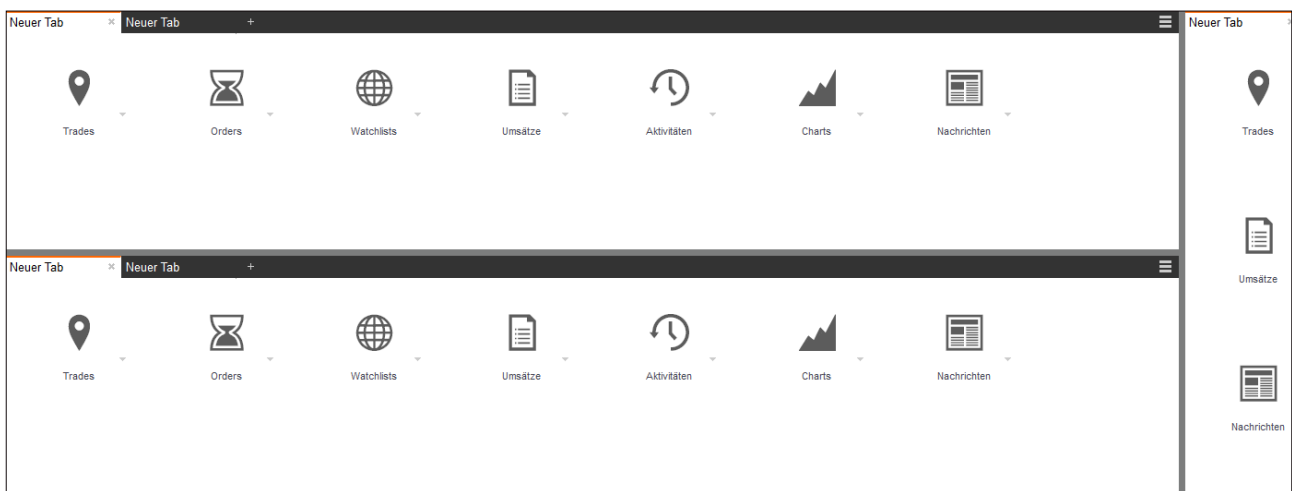 Neuer Tab × Neuer Tab +
Trades Orders Watchlists Umsätze Aktivitäten Charts Nachrichten
Neuer Tab × Neuer Tab +
Trades Orders Watchlists Umsätze Aktivitäten Charts Nachrichten
Neuer Tab
Trades
Umsätze
Nachrichten